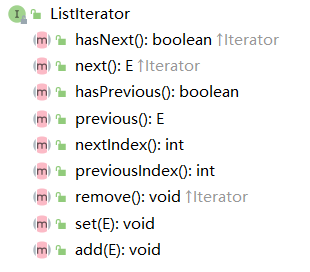 ListIterator
hasNext(): boolean ↑Iterator
next(): E ↑Iterator
hasPrevious(): boolean
previous(): E
nextIndex(): int
previousIndex(): int
remove(): void ↑Iterator
set(E): void
add(E): void